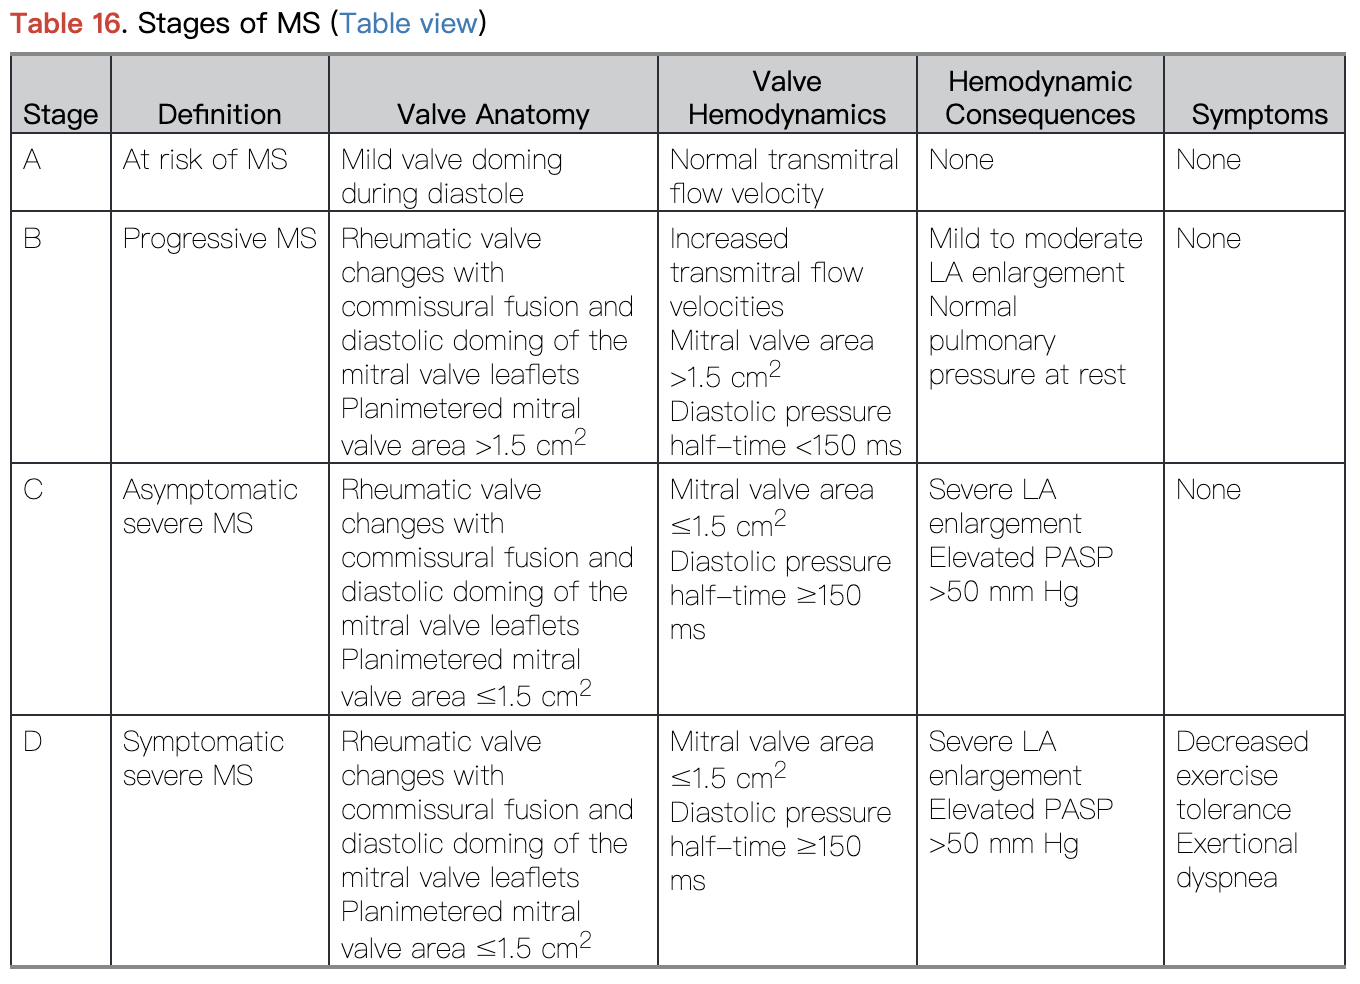 Table 16. Stages of MS (Table view)
Stage
Definition
Valve Anatomy
Valve
Hemodynamics
Hemodynamic
Consequences
Symptoms
A
At risk of MS
Mild valve doming
during diastole
Normal transmitral
flow velocity
None
None
B
Progressive MS
Rheumatic valve
changes with
commissural fusion and
diastolic doming of the
mitral valve leaflets
Planimetered mitral
valve area >1.5 cm²
Increased
transmitral flow
velocities
Mitral valve area
>1.5 cm²
Diastolic pressure
half–time <150 ms
Mild to moderate
LA enlargement
Normal
pulmonary
pressure at rest
None
C
Asymptomatic
severe MS
Rheumatic valve
changes with
commissural fusion and
diastolic doming of the
mitral valve leaflets
Planimetered mitral
valve area ≤1.5 cm²
Mitral valve area
≤1.5 cm²
Diastolic pressure
half–time ≥150
ms
Severe LA
enlargement
Elevated PASP
>50 mm Hg
None
D
Symptomatic
severe MS
Rheumatic valve
changes with
commissural fusion and
diastolic doming of the
mitral valve leaflets
Planimetered mitral
valve area ≤1.5 cm²
Mitral valve area
≤1.5 cm²
Diastolic pressure
half–time ≥150
ms
Severe LA
enlargement
Elevated PASP
>50 mm Hg
Decreased
exercise
tolerance
Exertional
dyspnea